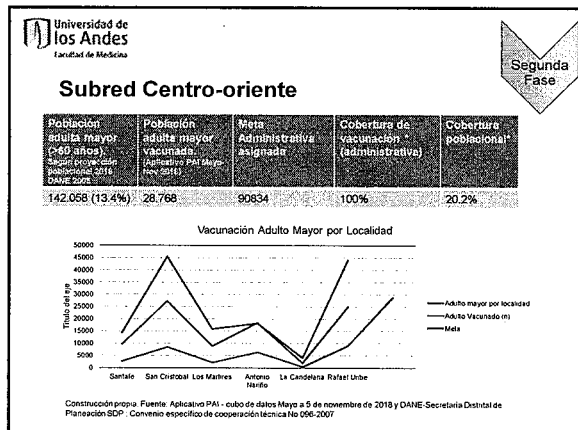 Universidad de
los Andes
Facultad de Medicina
Segunda
Fase
Subred Centro-oriente
Población
adulta mayor
(>60 años).
Según proyección
poblacional 2016
DANE 2005
Población
adulta mayor
vacunada.
(Aplicativo PAI Mayo-
Nov 2018)
Meta
Administrativa
asignada
Cobertura de
vacunación *
(administrativa)
Cobertura
poblacional*
142.058 (13.4%)
28,768
90834
100%
20.2%
Vacunación Adulto Mayor por Localidad
Titulo del eje
50000
45000
40000
35000
30000
25000
20000
15000
10000
5000
0
Santafe
San Cristobal
Los Martires
Antonio
Nariño
La Candelaria
Rafael Uribe
Adulto mayor por localidad
Adulto Vacunado (n)
Meta
Construcción propia. Fuente: Aplicativo PAI - cubo de datos Mayo a 5 de noviembre de 2018 y DANE-Secretaria Distrital de
Planeación SDP : Convenio especifico de cooperación técnica No 096-2007